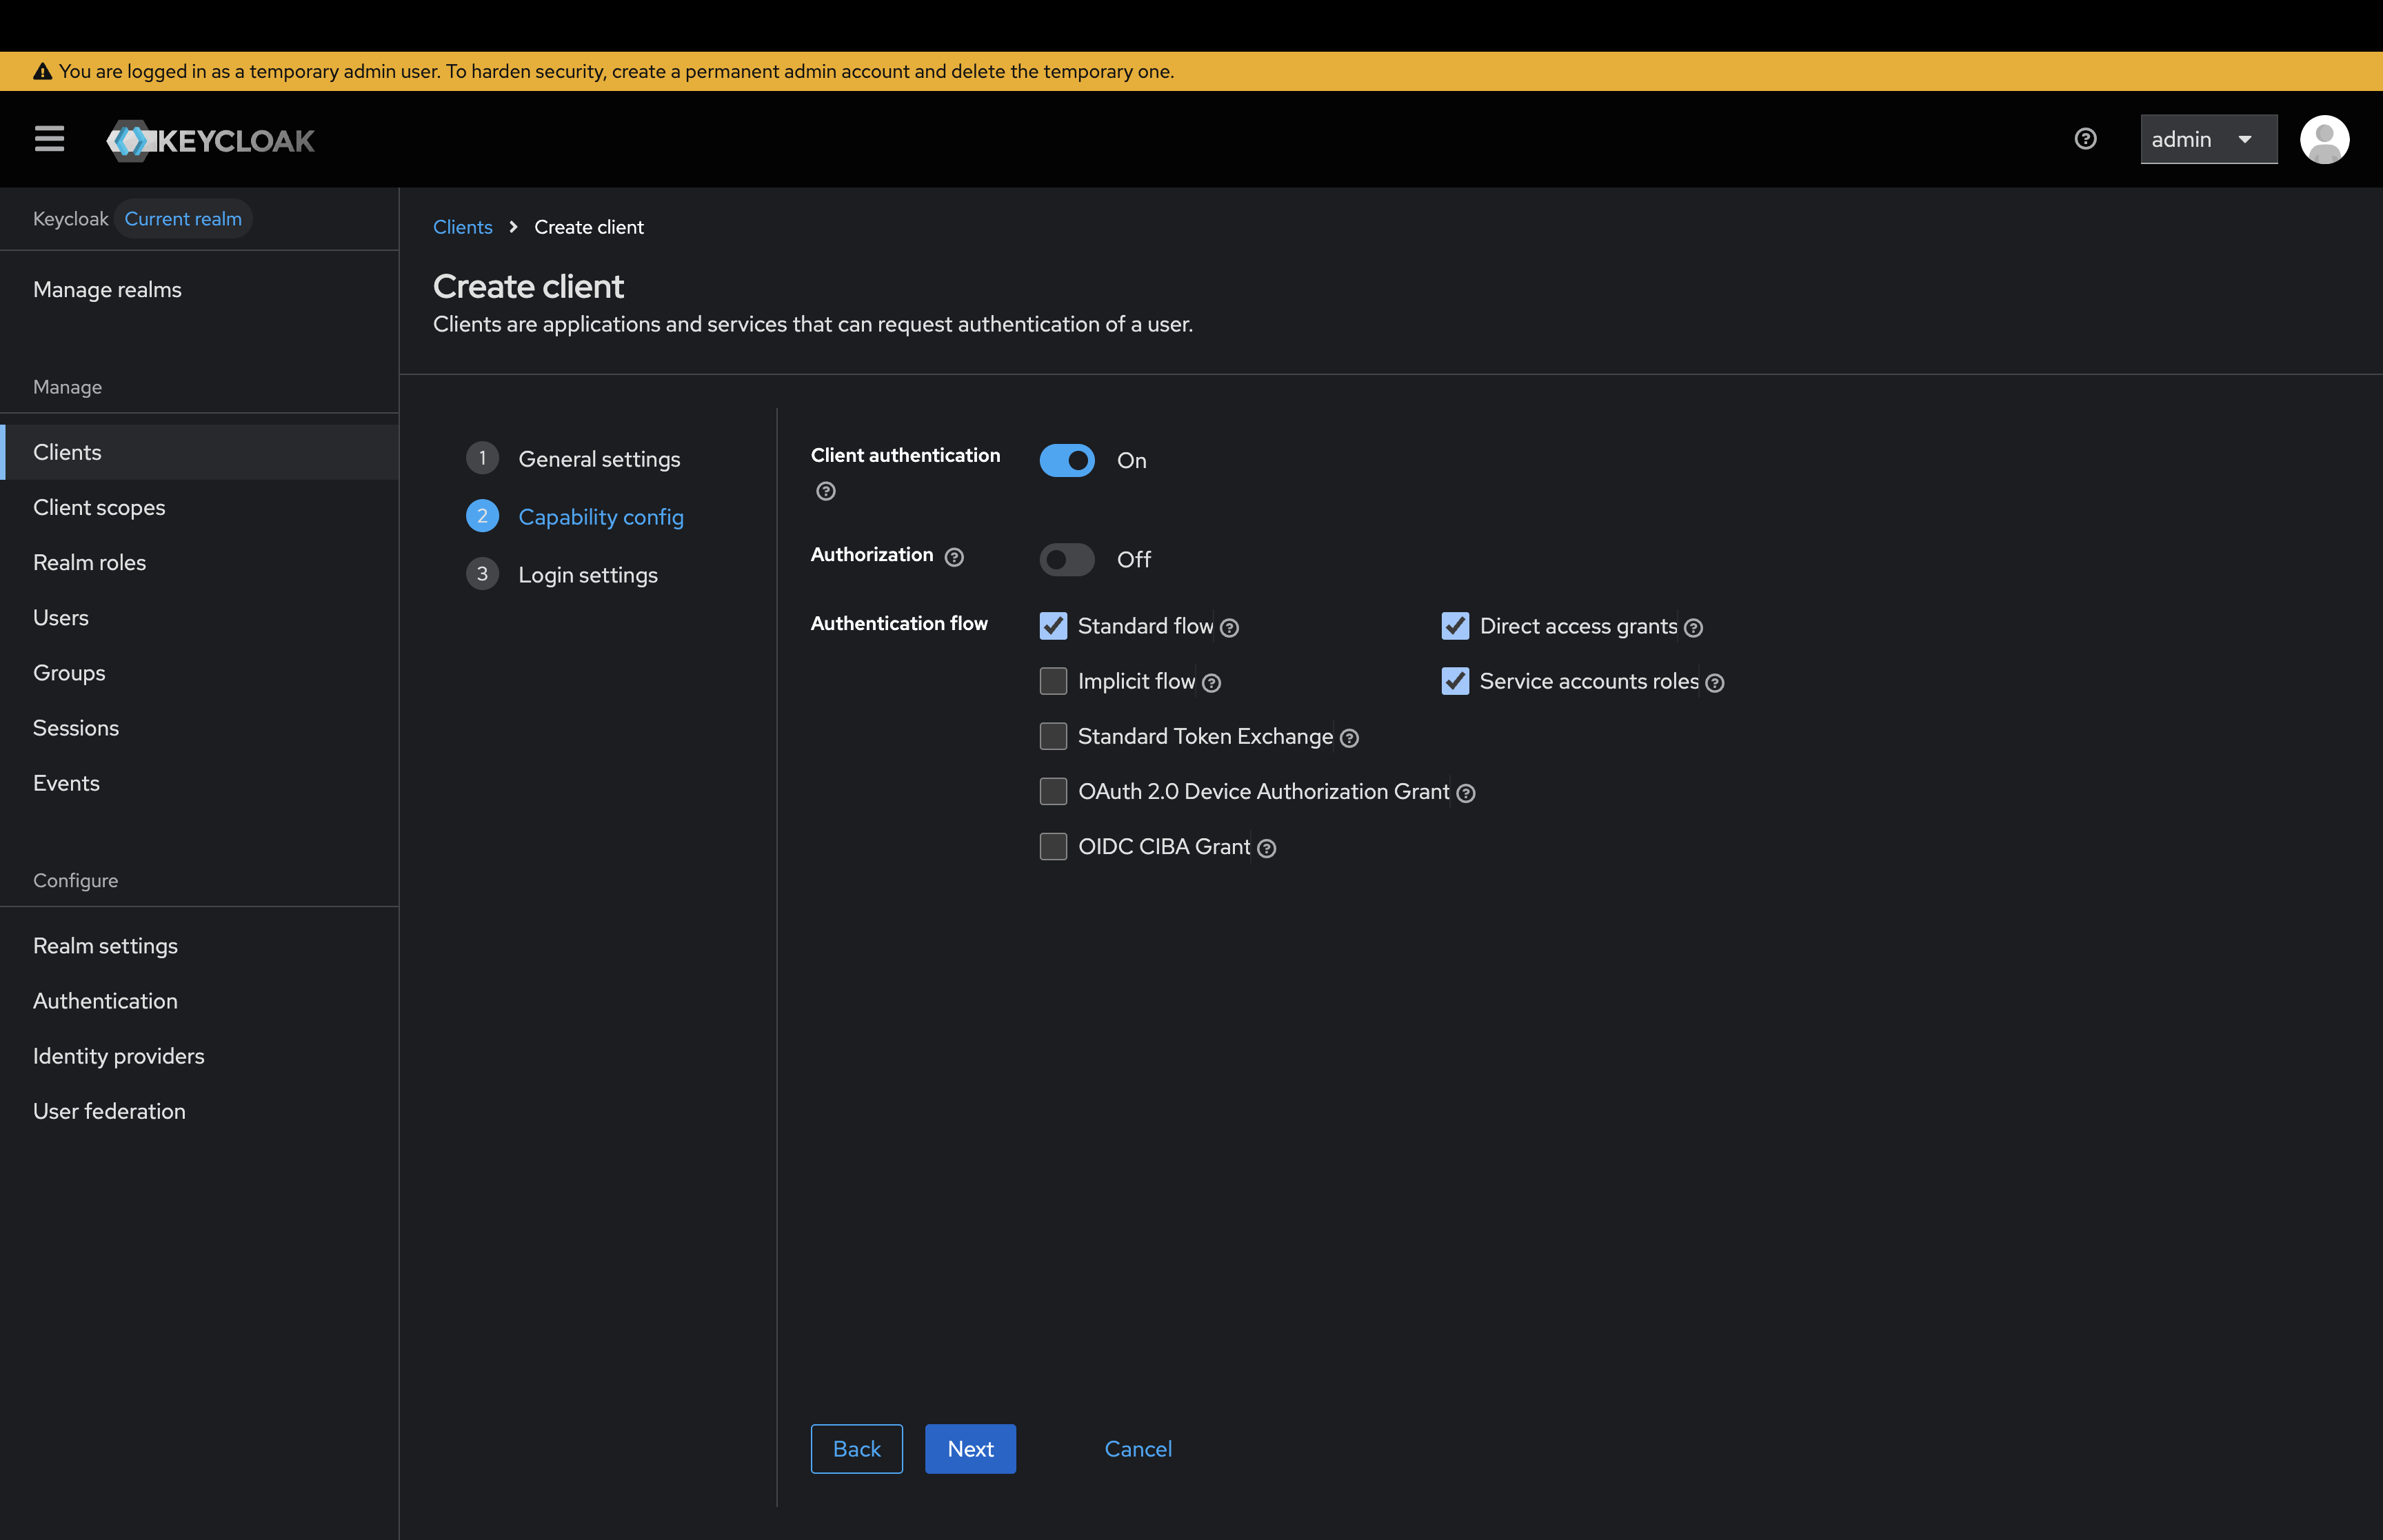 You are logged in as a temporary admin user. To harden security, create a permanent admin account and delete the temporary one.
KEYCLOAK
admin
Keycloak Current realm
Manage realms
Manage
Clients
Client scopes
Realm roles
Users
Groups
Sessions
Events
Configure
Realm settings
Authentication
Identity providers
User federation
Clients > Create client
Create client
Clients are applications and services that can request authentication of a user.
1 General settings
2 Capability config
3 Login settings
Client authentication On
Authorization Off
Authentication flow
Standard flow Direct access grants
Implicit flow Service accounts roles
Standard Token Exchange
OAuth 2.0 Device Authorization Grant
OIDC CIBA Grant
Back Next Cancel